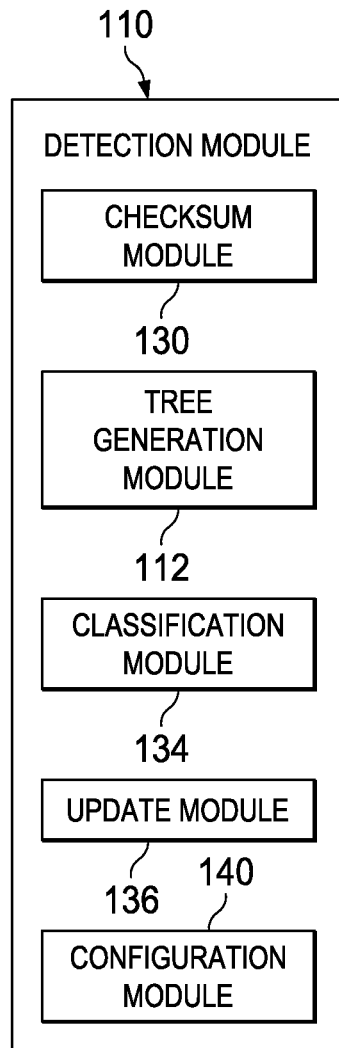 110
DETECTION MODULE
CHECKSUM
MODULE
130
TREE
GENERATION
MODULE
112
CLASSIFICATION
MODULE
134
UPDATE MODULE
136
140
CONFIGURATION
MODULE